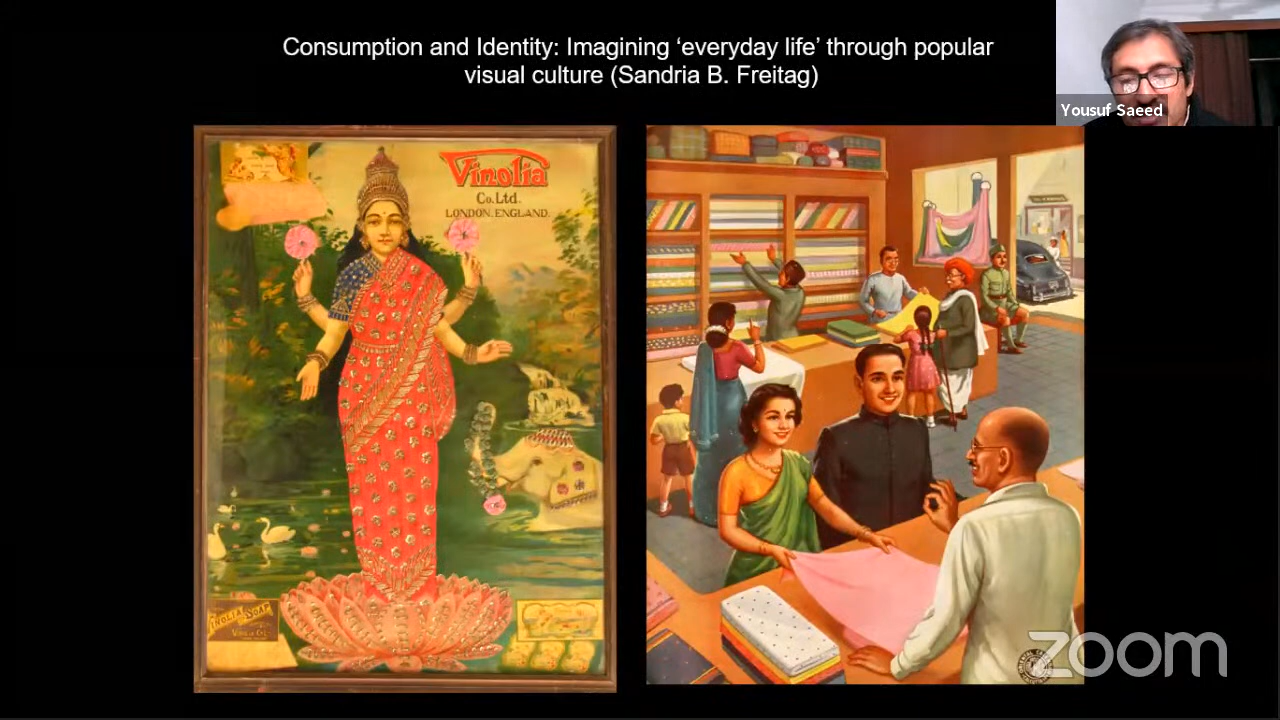 Consumption and Identity: Imagining ‘everyday life’ through popular
visual culture (Sandria B. Freitag)
Yousuf Saeed
Vinolia
Co. Ltd.
LONDON. ENGLAND.
VINOLIA SOAP
zoom